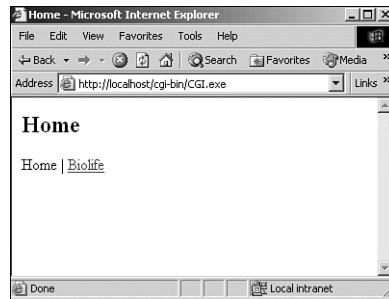 Home - Microsoft Internet Explorer
File Edit View Favorites Tools Help
Back Search Favorites Media »
Address http://localhost/cgi-bin/CGI.exe Links »
Home
Home | Biolife
Done Local intranet